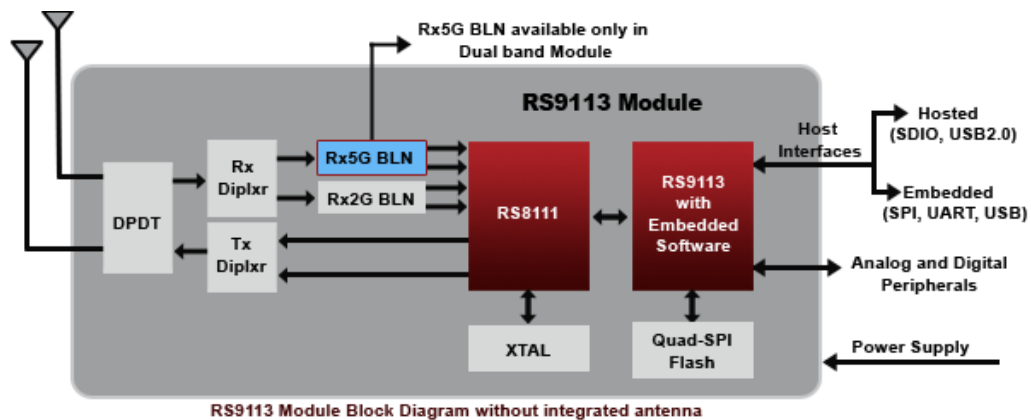 Rx5G BLN available only in
Dual band Module
RS9113 Module
Host
Interfaces
Hosted
(SDIO, USB2.0)
Embedded
(SPI, UART, USB)
DPDT
Rx
Diplxr
Tx
Diplxr
Rx5G BLN
Rx2G BLN
RS8111
RS9113
with
Embedded
Software
Analog and Digital
Peripherals
XTAL
Quad-SPI
Flash
Power Supply
RS9113 Module Block Diagram without integrated antenna